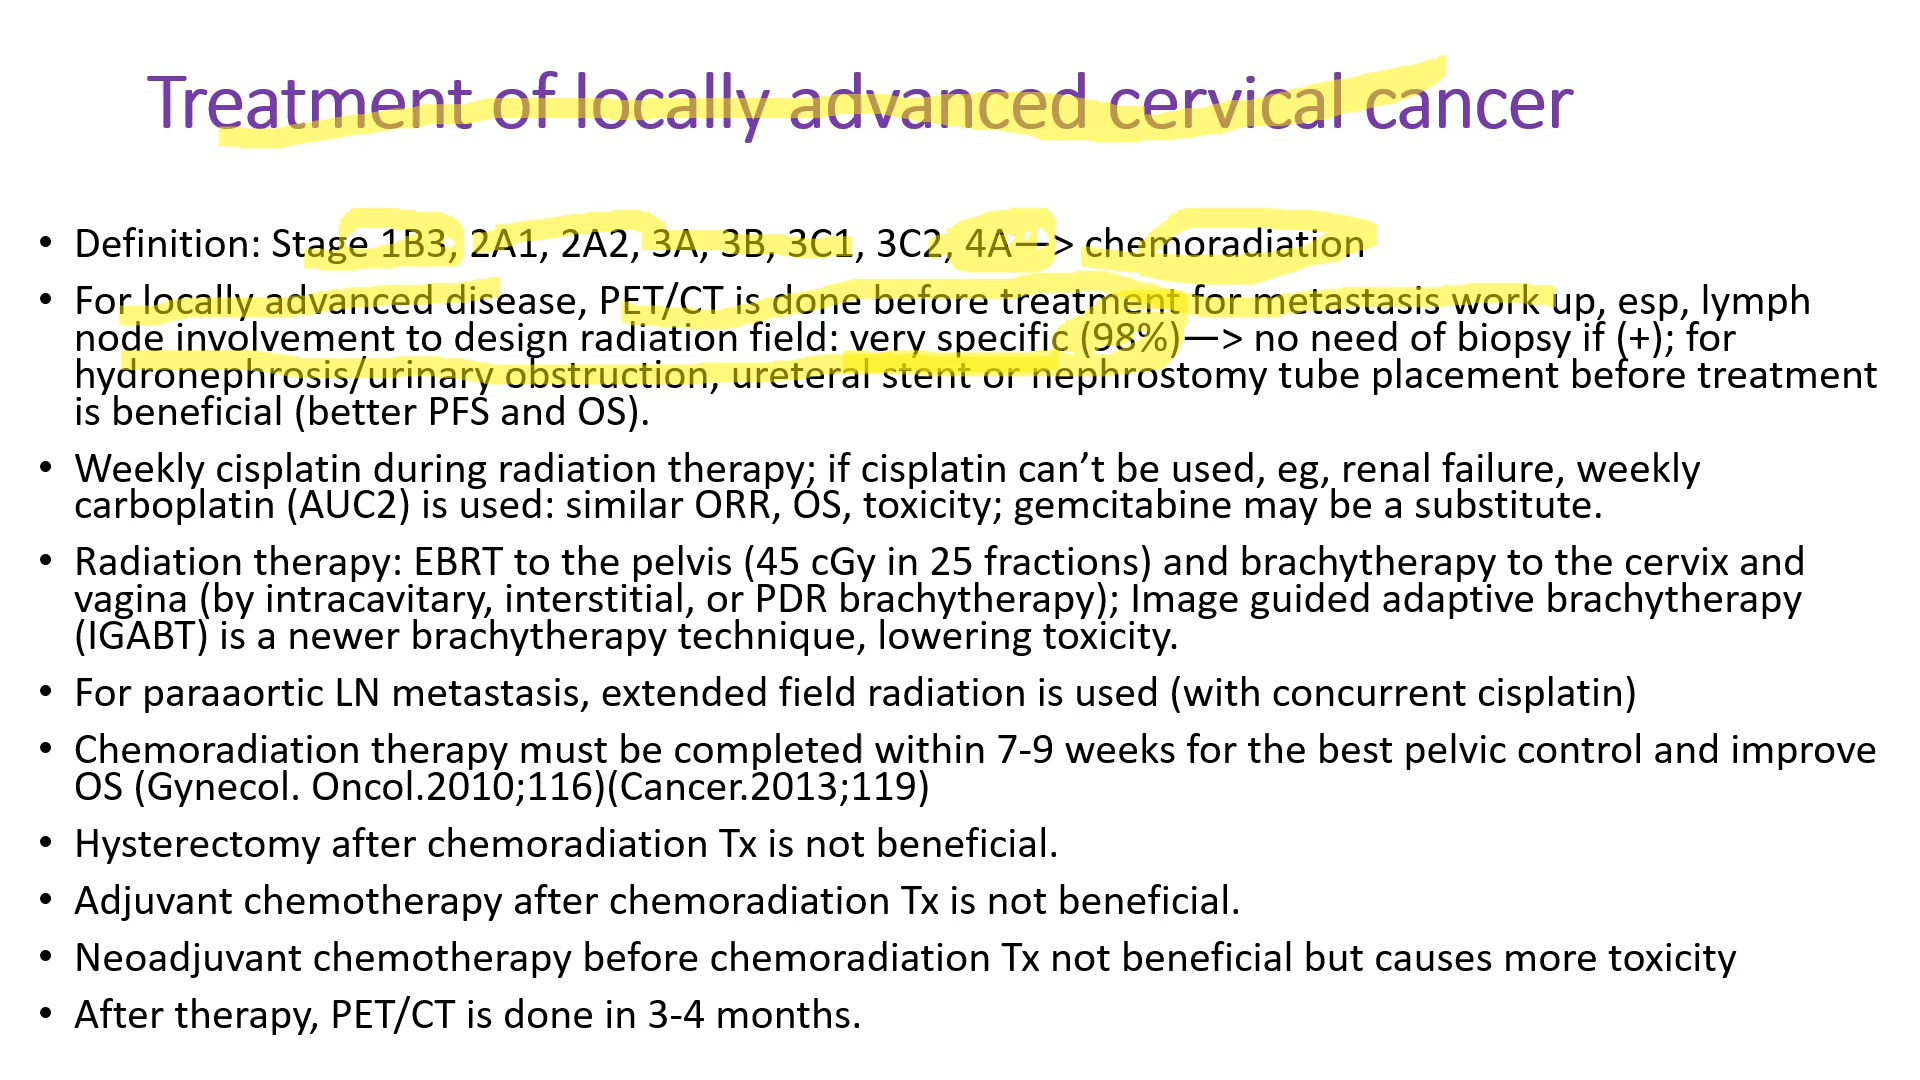 Treatment of locally advanced cervical cancer
• Definition: Stage 1B3, 2A1, 2A2, 3A, 3B, 3C1, 3C2, 4A—> chemoradiation
• For locally advanced disease, PET/CT is done before treatment for metastasis work up, esp, lymph
node involvement to design radiation field: very specific (98%)—> no need of biopsy if (+); for
hydronephrosis/urinary obstruction, ureteral stent or nephrostomy tube placement before treatment
is beneficial (better PFS and OS).
• Weekly cisplatin during radiation therapy; if cisplatin can’t be used, eg, renal failure, weekly
carboplatin (AUC2) is used: similar ORR, OS, toxicity; gemcitabine may be a substitute.
• Radiation therapy: EBRT to the pelvis (45 cGy in 25 fractions) and brachytherapy to the cervix and
vagina (by intracavitary, interstitial, or PDR brachytherapy); Image guided adaptive brachytherapy
(IGABT) is a newer brachytherapy technique, lowering toxicity.
• For paraaortic LN metastasis, extended field radiation is used (with concurrent cisplatin)
• Chemoradiation therapy must be completed within 7-9 weeks for the best pelvic control and improve
OS (Gynecol. Oncol.2010;116)(Cancer.2013;119)
• Hysterectomy after chemoradiation Tx is not beneficial.
• Adjuvant chemotherapy after chemoradiation Tx is not beneficial.
• Neoadjuvant chemotherapy before chemoradiation Tx not beneficial but causes more toxicity
• After therapy, PET/CT is done in 3-4 months.